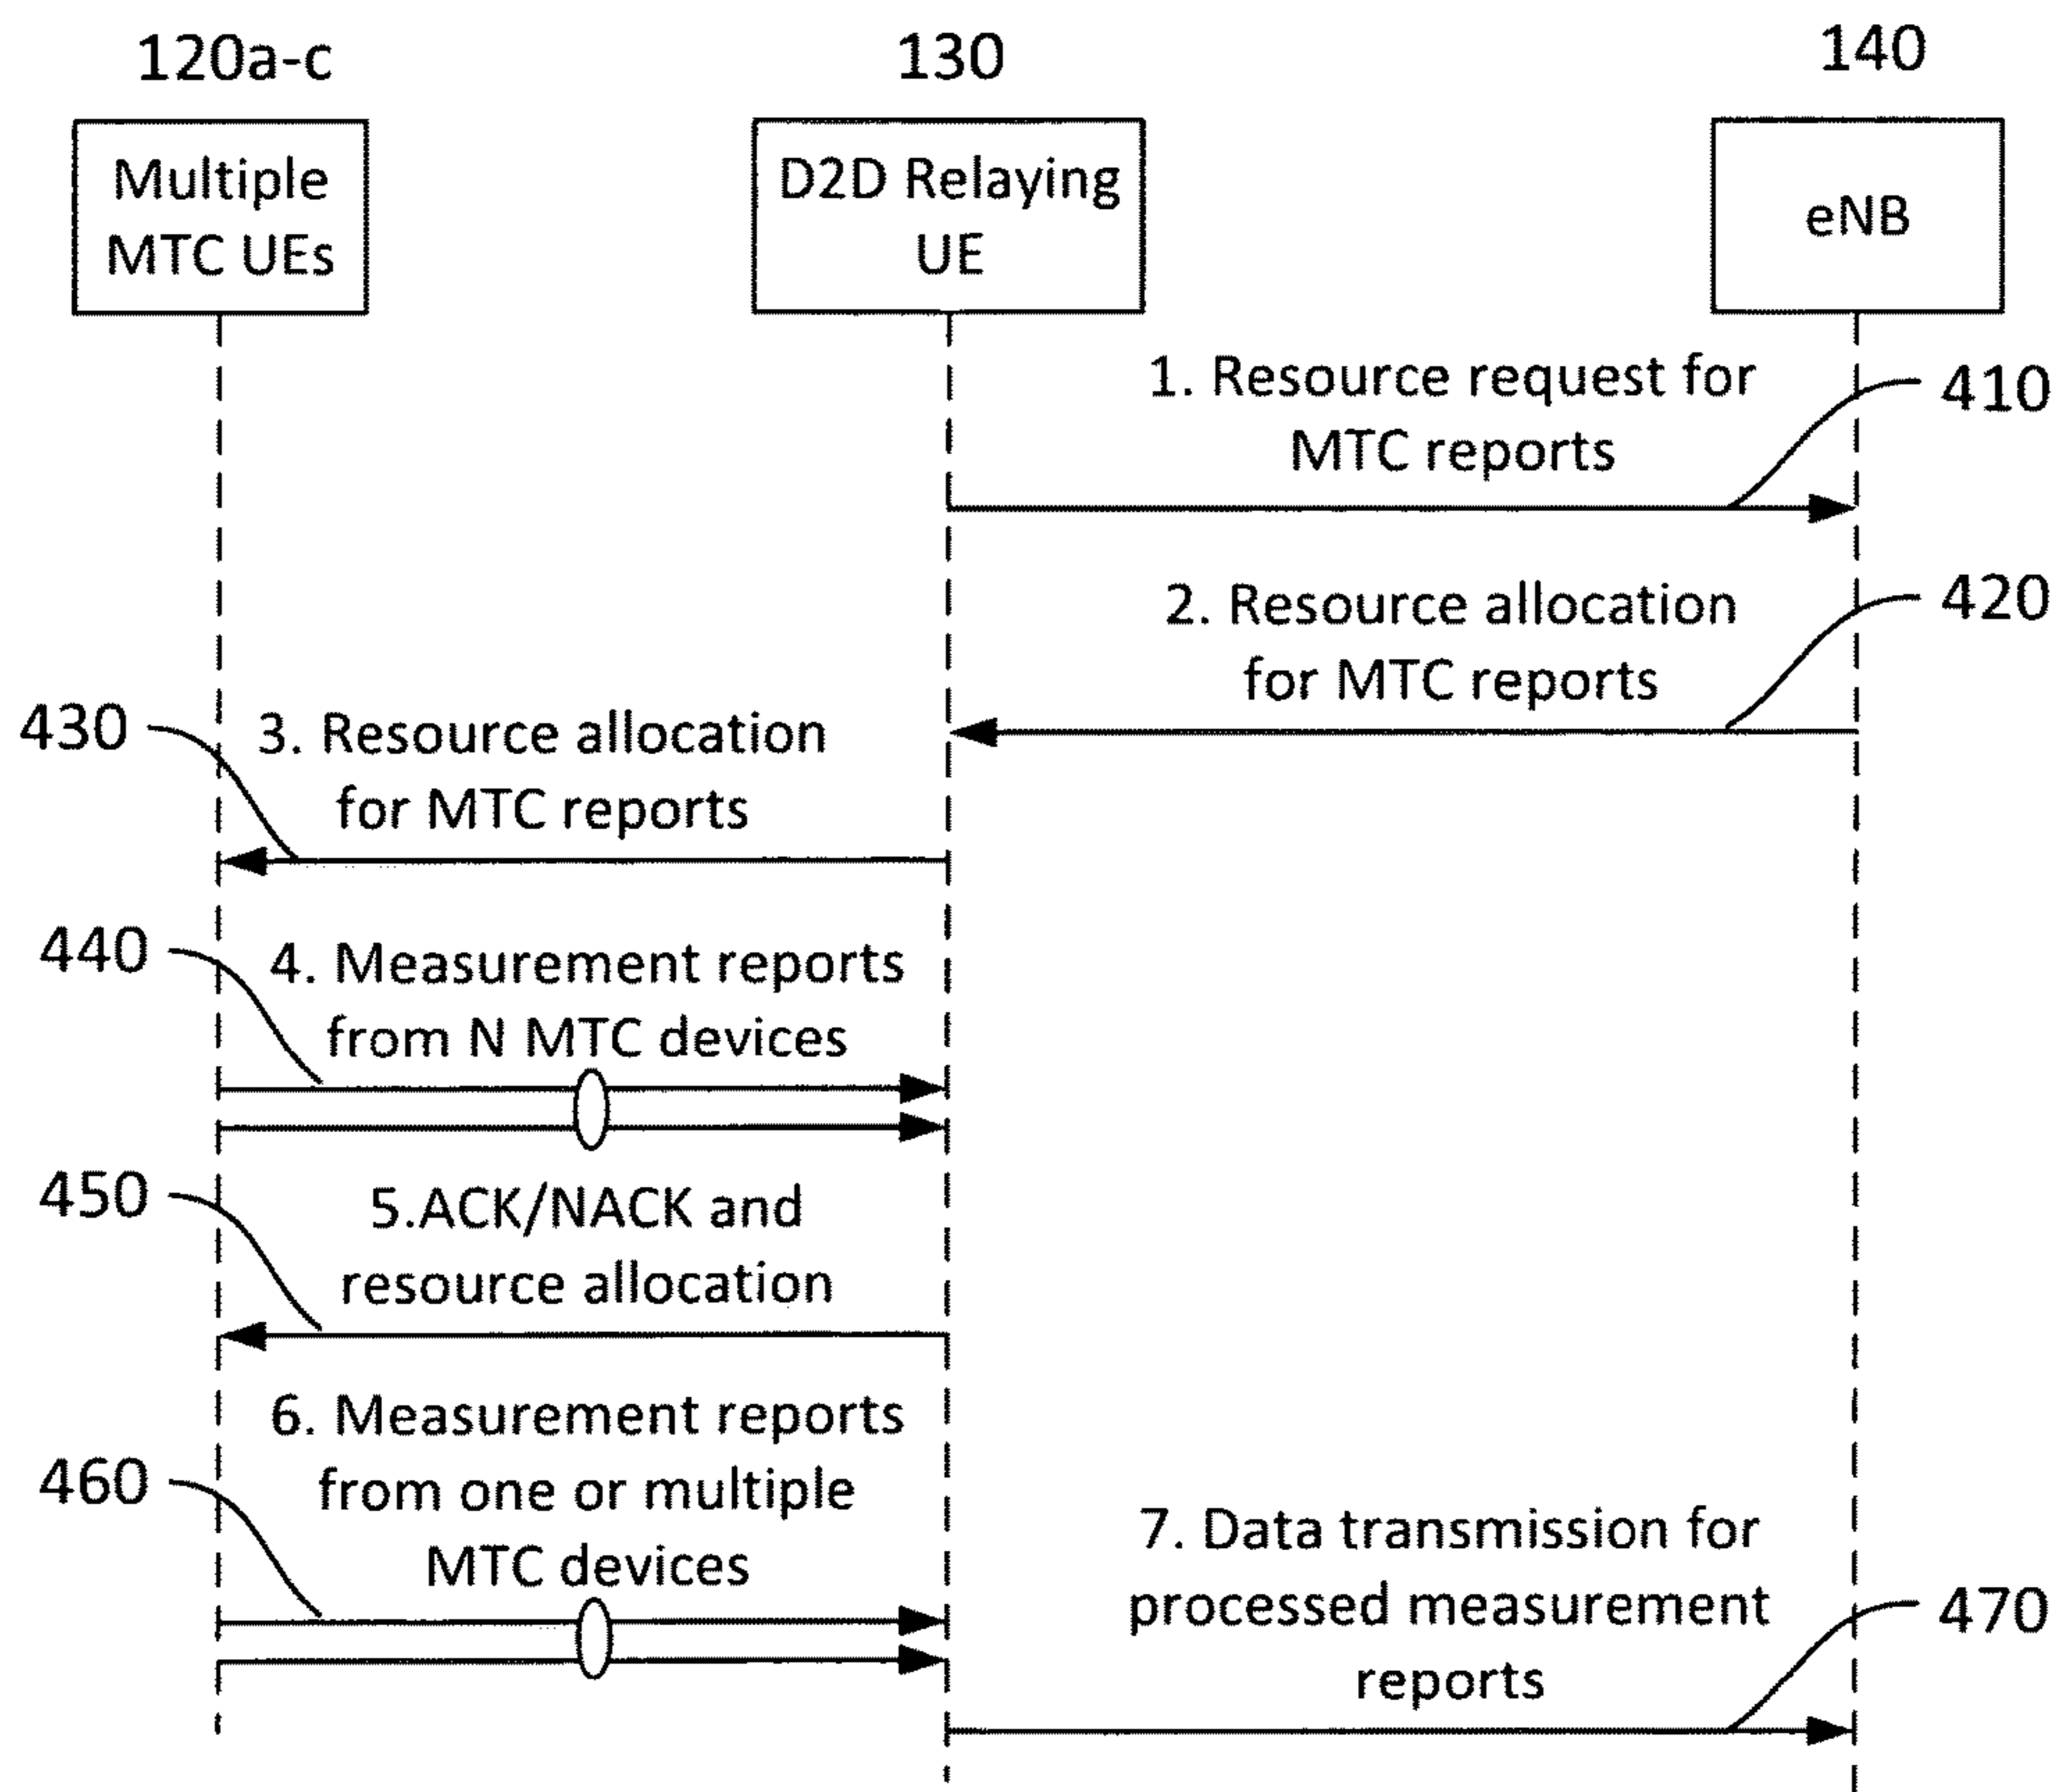 120a-c
130
140
Multiple
MTC UEs
D2D Relaying
UE
eNB
1. Resource request for
MTC reports
410
2. Resource allocation
for MTC reports
420
430
3. Resource allocation
for MTC reports
440
4. Measurement reports
from N MTC devices
450
5.ACK/NACK and
resource allocation
460
6. Measurement reports
from one or multiple
MTC devices
7. Data transmission for
processed measurement
reports
470